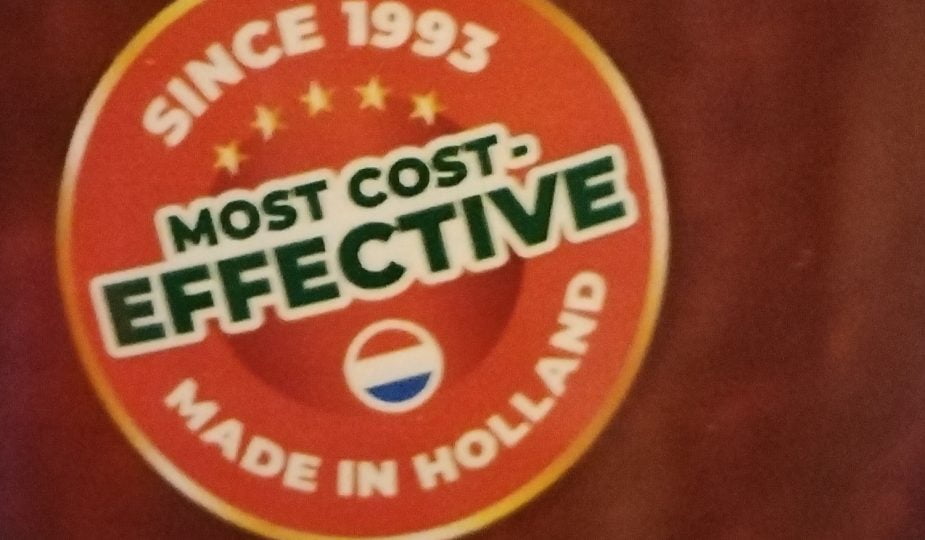 SINCE 1993
MOST COST-
EFFECTIVE
MADE IN HOLLAND